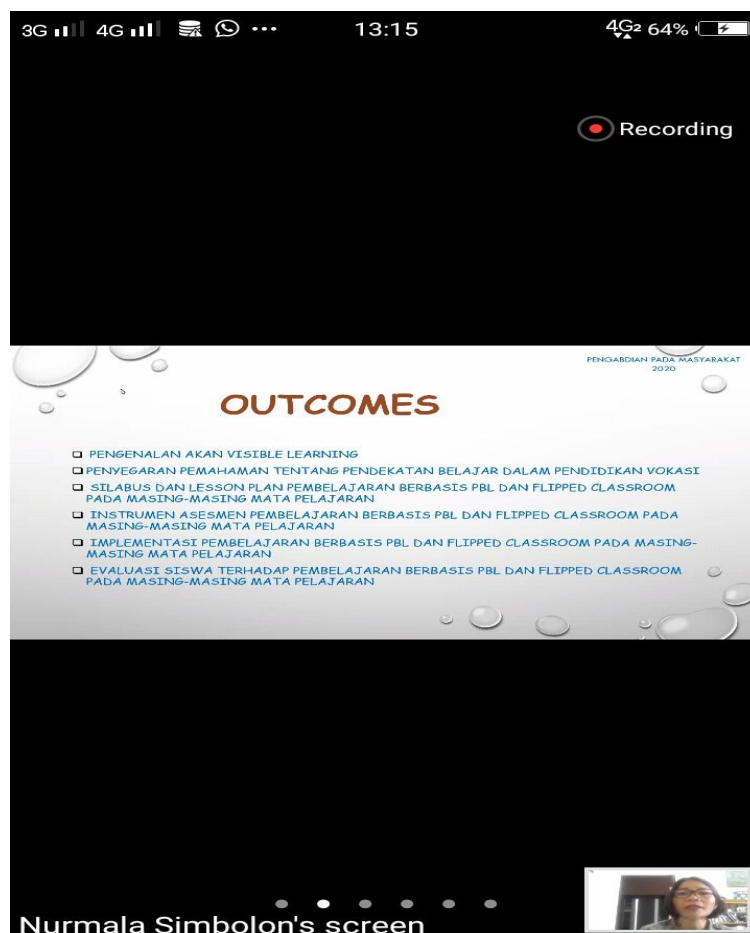 3G 4G ... 13:15 4G2 64%
Recording
PENGABDIAN PADA MASYARAKAT
2020
OUTCOMES
PENGENALAN AKAN VISIBLE LEARNING
PENYEGARAN PEMAHAMAN TENTANG PENDEKATAN BELAJAR DALAM PENDIDIKAN VOKASI
SILABUS DAN LESSON PLAN PEMBELAJARAN BERBASIS PBL DAN FLIPPED CLASSROOM
PADA MASING-MASING MATA PELAJARAN
INSTRUMEN ASESMEN PEMBELAJARAN BERBASIS PBL DAN FLIPPED CLASSROOM PADA
MASING-MASING MATA PELAJARAN
IMPLEMENTASI PEMBELAJARAN BERBASIS PBL DAN FLIPPED CLASSROOM PADA MASING-
MASING MATA PELAJARAN
EVALUASI SISWA TERHADAP PEMBELAJARAN BERBASIS PBL DAN FLIPPED CLASSROOM
PADA MASING-MASING MATA PELAJARAN
Nurmala Simbolon's screen